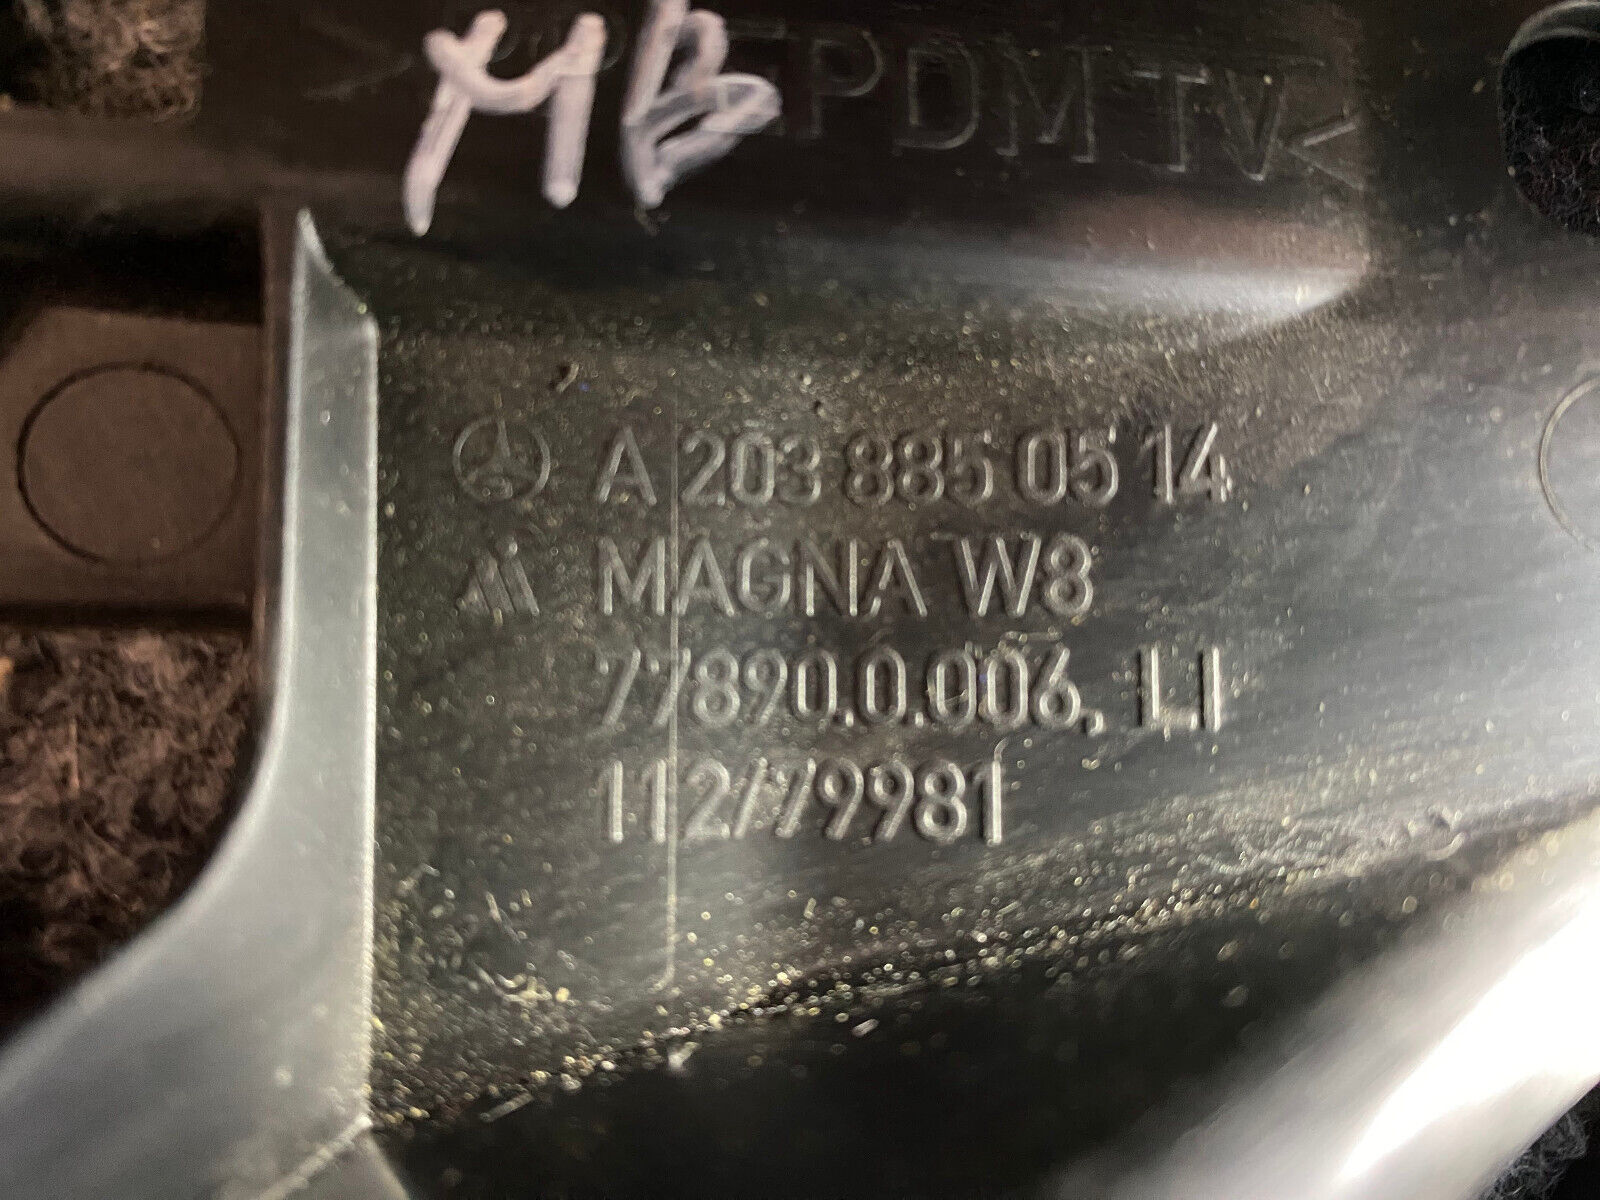 MB
EPDM TV<
A 203 885 05 14
MAGNA W8
77890.0.006. LI
112/79981